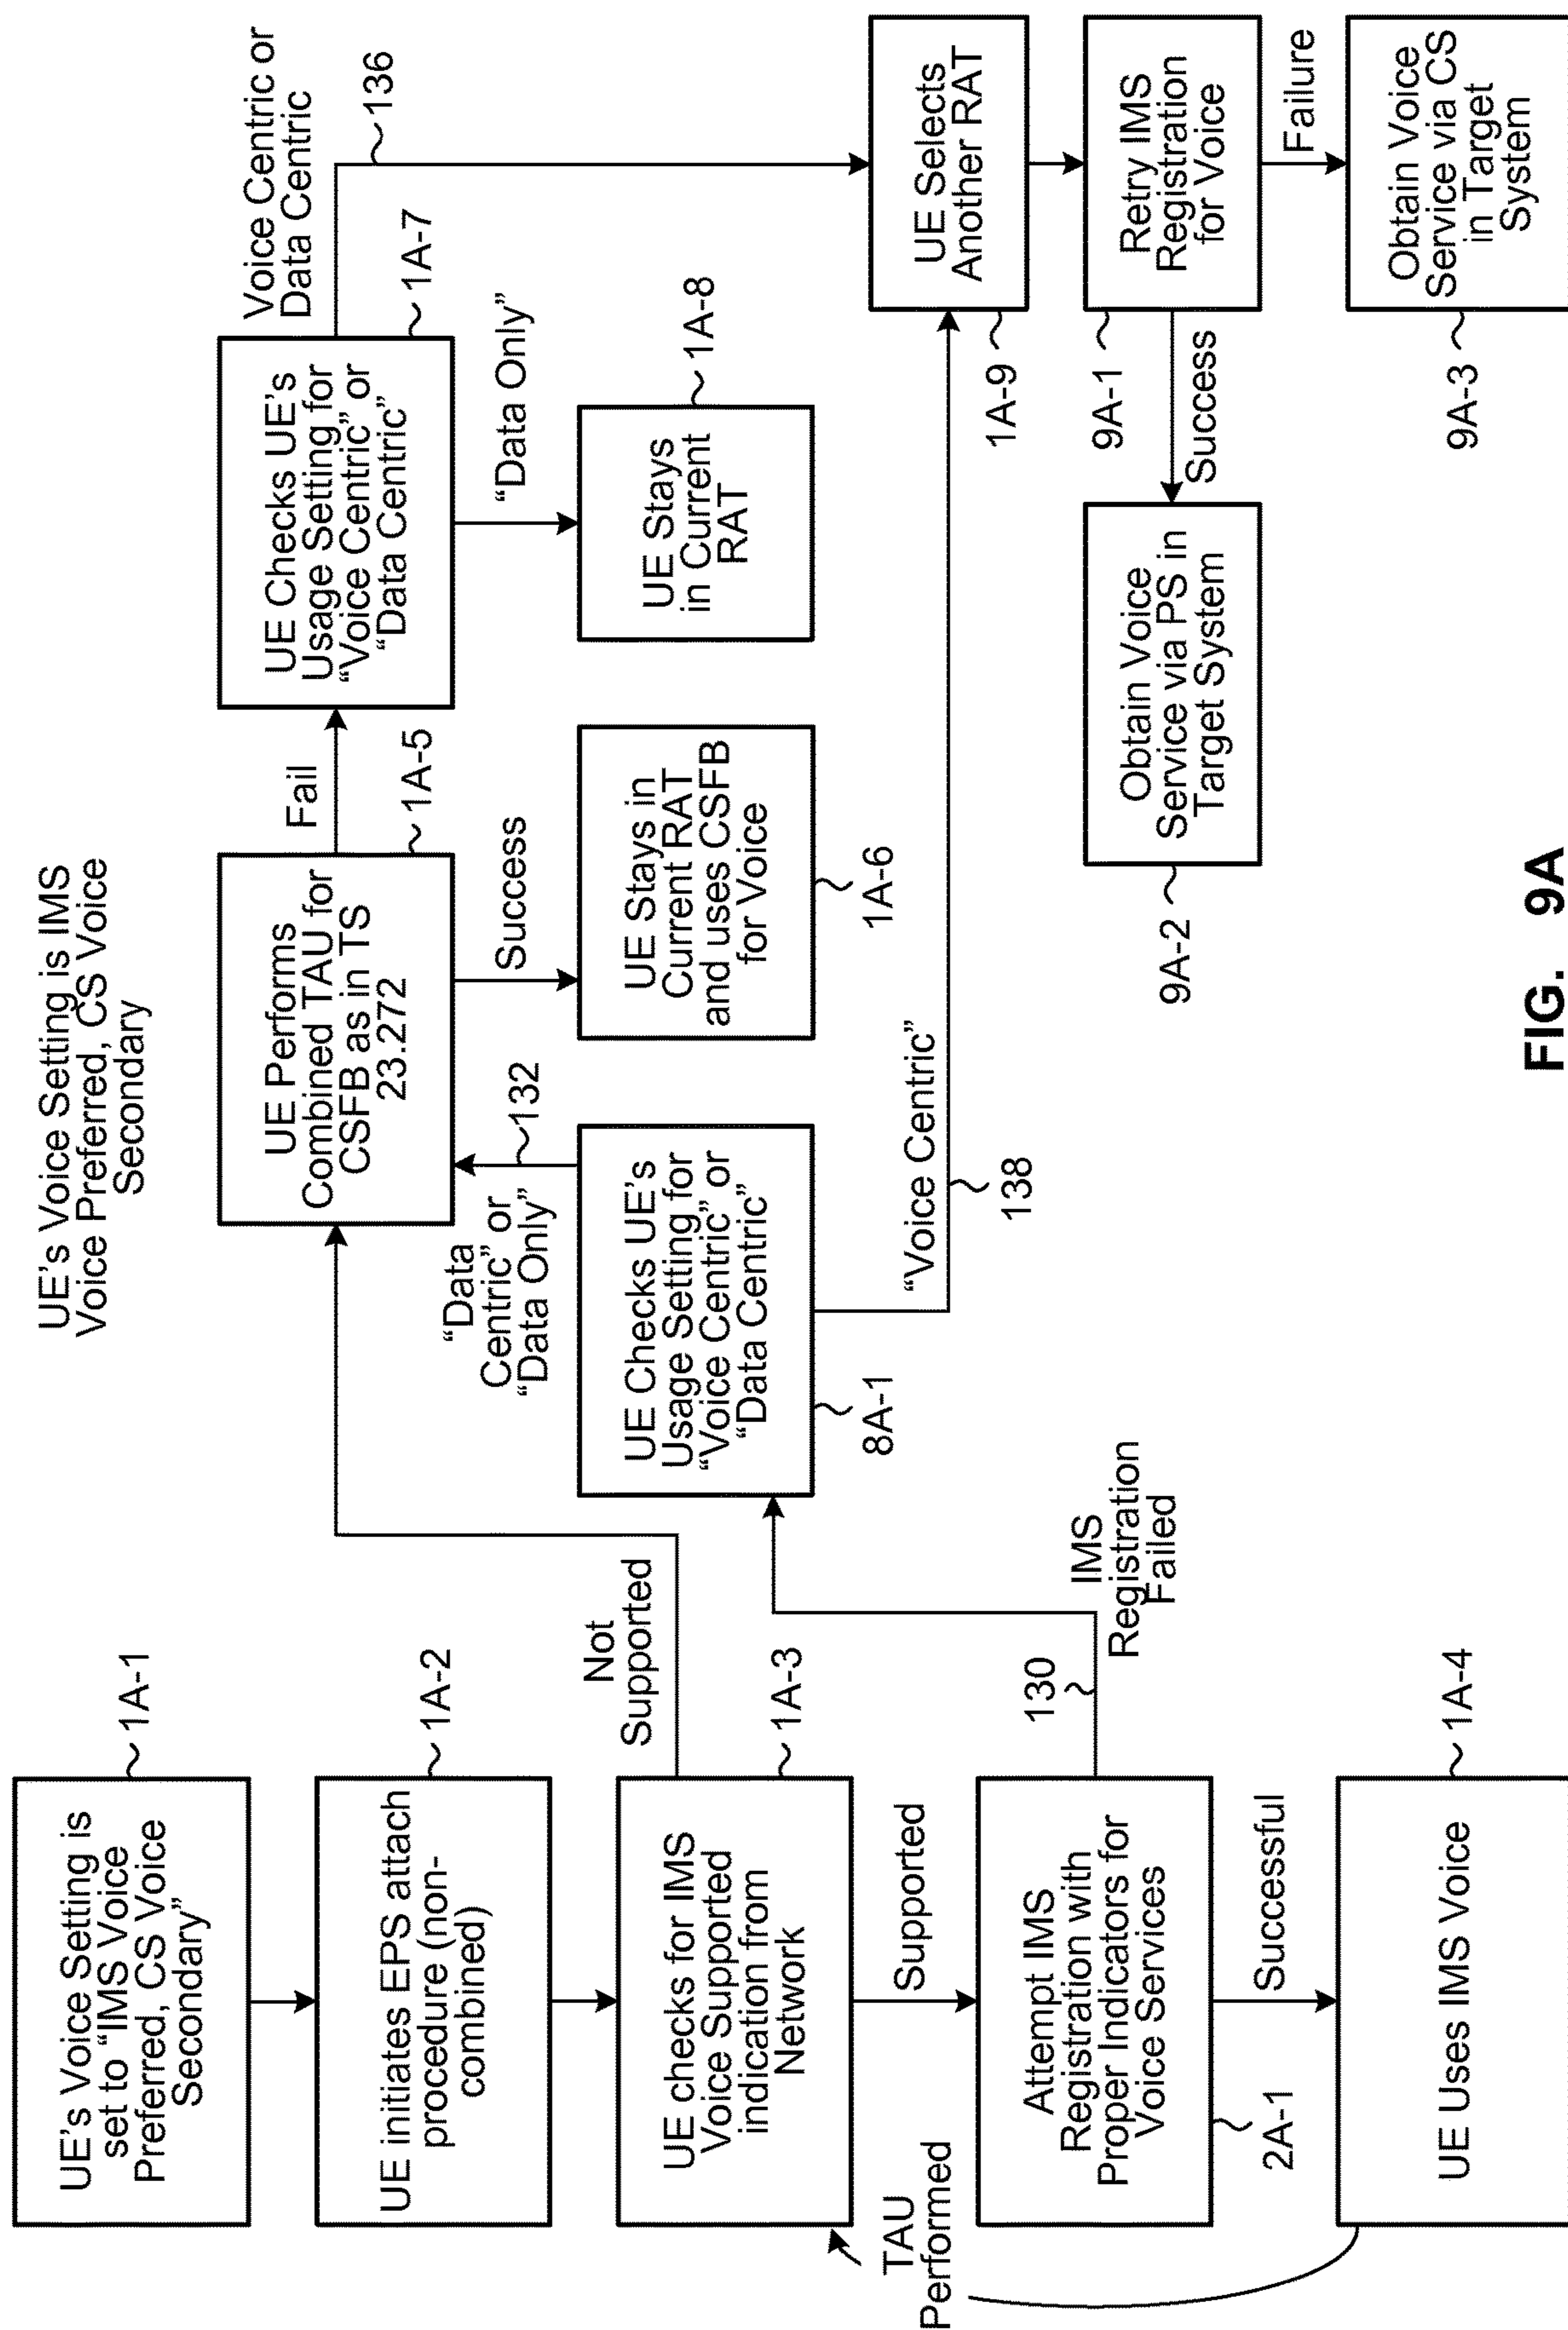 UE's Voice Setting is IMS
Voice Preferred, CS Voice
Secondary
UE's Voice Setting is
set to “IMS Voice
Preferred, CS Voice
Secondary”
1A-1
UE initiates EPS attach
procedure (non-
combined)
1A-2
UE checks for IMS
Voice Supported
indication from
Network
1A-3
Not
Supported
Supported
TAU
Performed
Attempt IMS
Registration with
Proper Indicators for
Voice Services
2A-1
130
IMS
Registration
Failed
Successful
UE Uses IMS Voice
1A-4
UE Checks UE's
Usage Setting for
“Voice Centric” or
“Data Centric”
8A-1
“Data
Centric” or
“Data Only”
132
“Voice Centric”
138
UE Performs
Combined TAU for
CSFB as in TS
23.272
1A-5
Success
UE Stays in
Current RAT
and uses CSFB
for Voice
1A-6
Fail
UE Checks UE's
Usage Setting for
“Voice Centric” or
“Data Centric”
1A-7
“Data Only”
UE Stays
in Current
RAT
1A-8
Voice Centric or
Data Centric
136
UE Selects
Another RAT
1A-9
Retry IMS
Registration
for Voice
9A-1
Success
Obtain Voice
Service via PS in
Target System
9A-2
Failure
Obtain Voice
Service via CS
in Target
System
9A-3
FIG. 9A